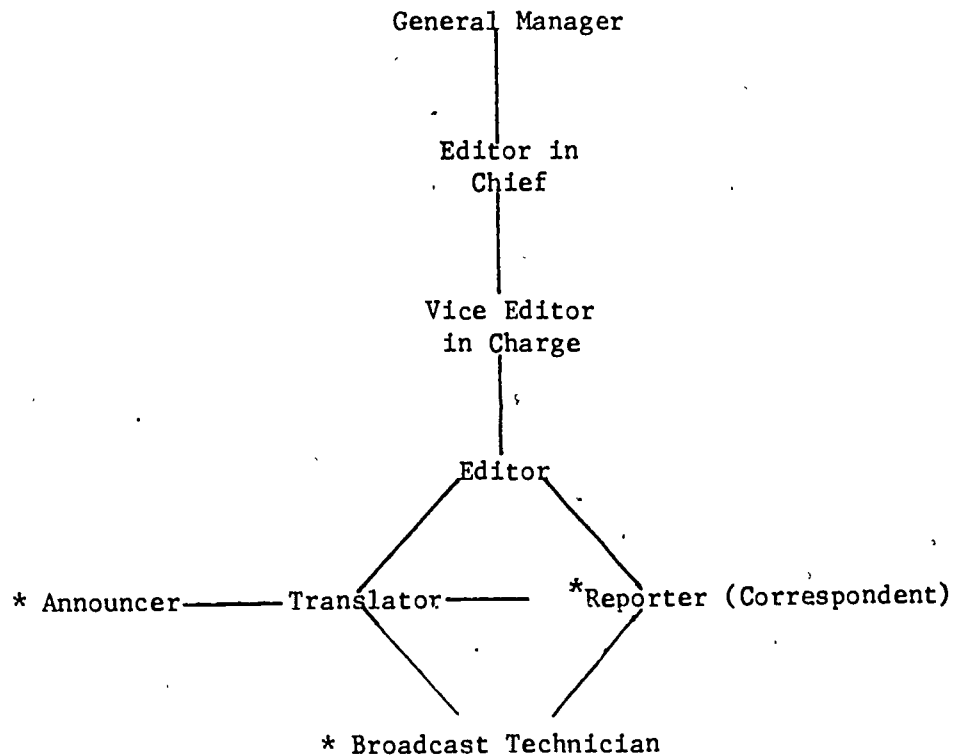 General Manager
Editor in
Chief
Vice Editor
in Charge
Editor
* Announcer Translator *Reporter (Correspondent)
* Broadcast Technician